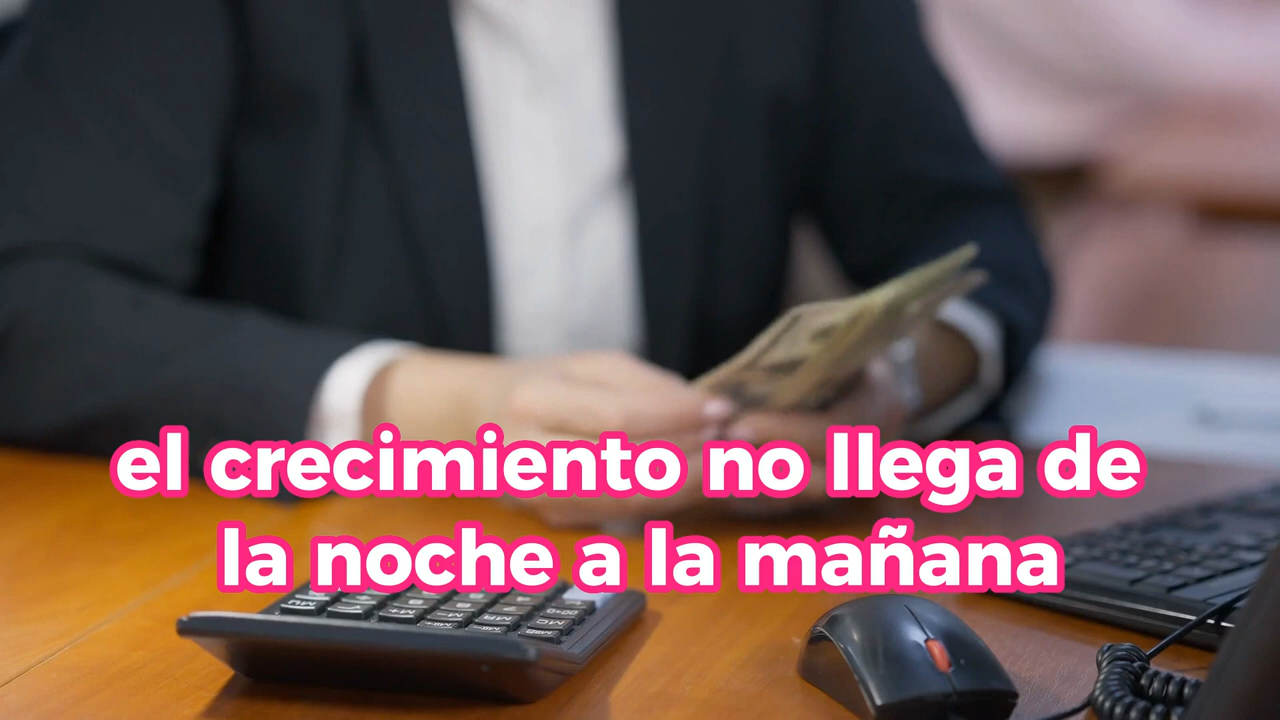 el crecimiento no llega de
la noche a la mañana